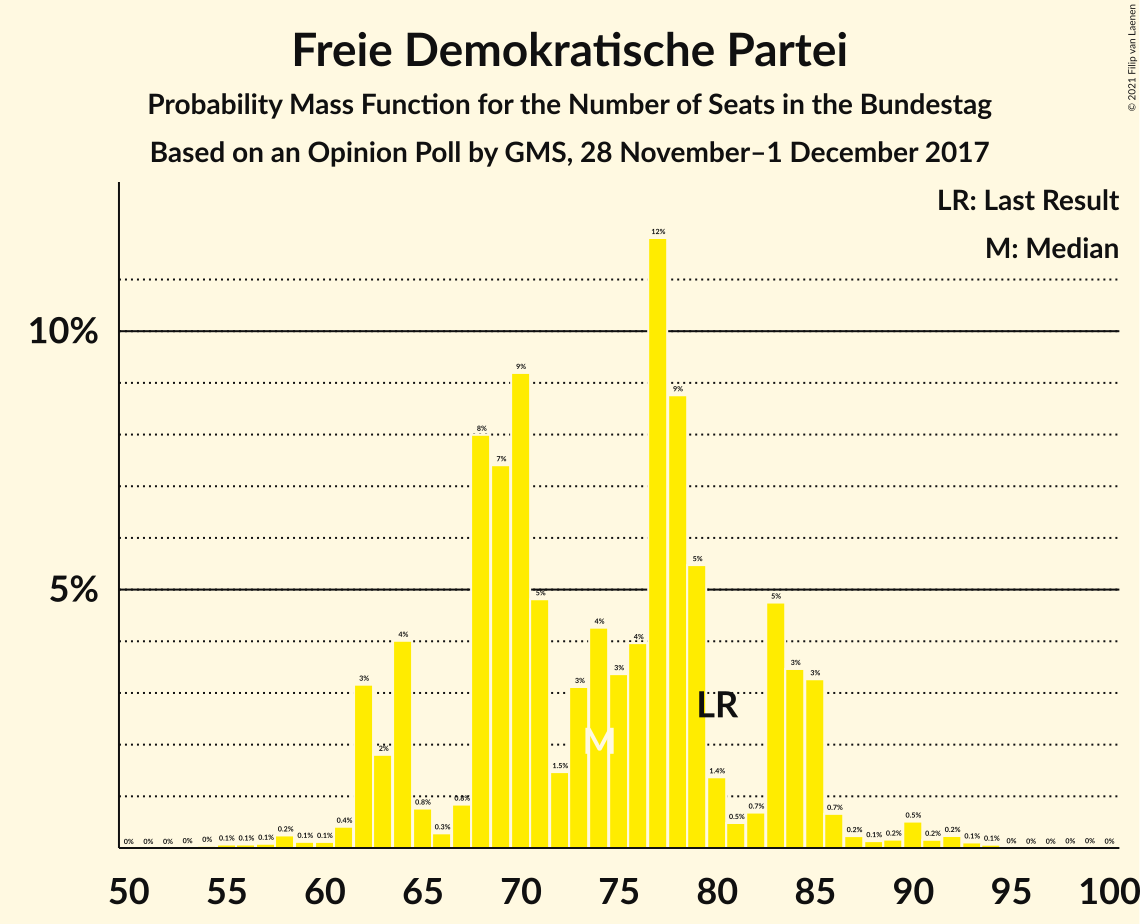 © 2021 Filip van Laenen
Freie Demokratische Partei
Probability Mass Function for the Number of Seats in the Bundestag
Based on an Opinion Poll by GMS, 28 November–1 December 2017
LR: Last Result
M: Median
10%
5%
0% 0% 0% 0% 0% 0.1% 0.1% 0.1% 0.2% 0.1% 0.1% 0.4% 3% 2% 4% 0.8% 0.3% 0.8% 8% 7% 9% 5% 1.5% 3% 4% 3% 4% 12% 9% 5% 1.4% 0.5% 0.7% 5% 3% 3% 0.7% 0.2% 0.1% 0.2% 0.5% 0.2% 0.2% 0.1% 0.1% 0% 0% 0% 0% 0% 0%
LR
M
50 55 60 65 70 75 80 85 90 95 100